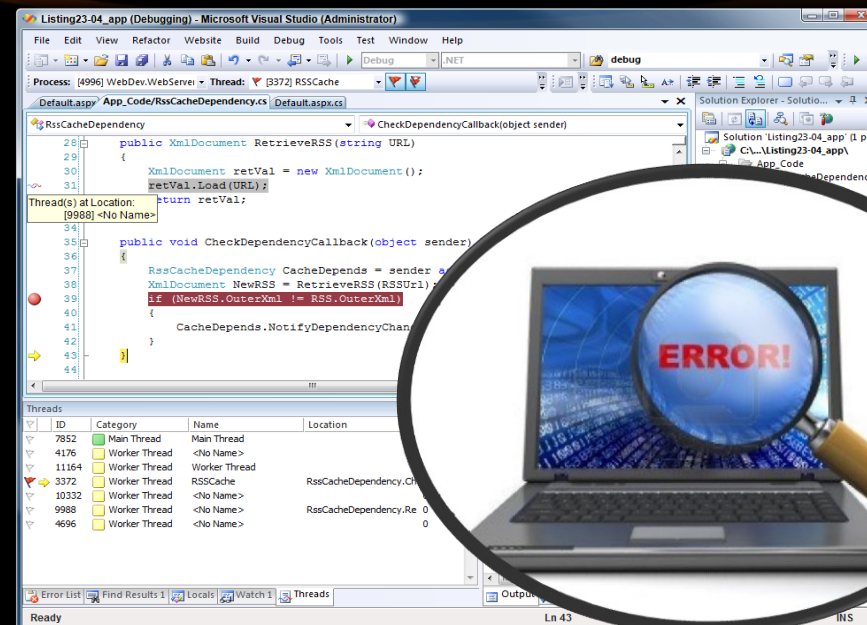 Listing23-04_app (Debugging) - Microsoft Visual Studio (Administrator)
File Edit View Refactor Website Build Debug Tools Test Window Help
Debug .NET debug
Process: [4996] WebDev.WebServer Thread: [3372] RSSCache
Default.aspx App_Code/RssCacheDependency.cs Default.aspx.cs
Solution Explorer - Solutio...
RssCacheDependency CheckDependencyCallback(object sender)
Solution 'Listing23-04_app' (1 p
C:\...\Listing23-04_app\
App_Code
cheDependenc
28 public XmlDocument RetrieveRSS(string URL)
29 {
30 XmlDocument retVal = new XmlDocument();
31 retVal.Load(URL);
eturn retVal;
Thread(s) at Location:
[9988] <No Name>
34
35 public void CheckDependencyCallback(object sender)
36 {
37 RssCacheDependency CacheDepends = sender a
38 XmlDocument NewRSS = RetrieveRSS(RSSUrl);
39 if (NewRSS.OuterXml != RSS.OuterXml)
40 {
41 CacheDepends.NotifyDependencyChan
42 }
43 }
44
ERROR!
Threads
ID Category Name Location
7852 Main Thread Main Thread
4176 Worker Thread <No Name>
11164 Worker Thread Worker Thread
3372 Worker Thread RSSCache RssCacheDependency.Ch
10332 Worker Thread <No Name>
9988 Worker Thread <No Name> RssCacheDependency.Re 0
4696 Worker Thread <No Name> 0
Error List Find Results 1 Locals Watch 1 Threads
Output
Ready Ln 43 INS